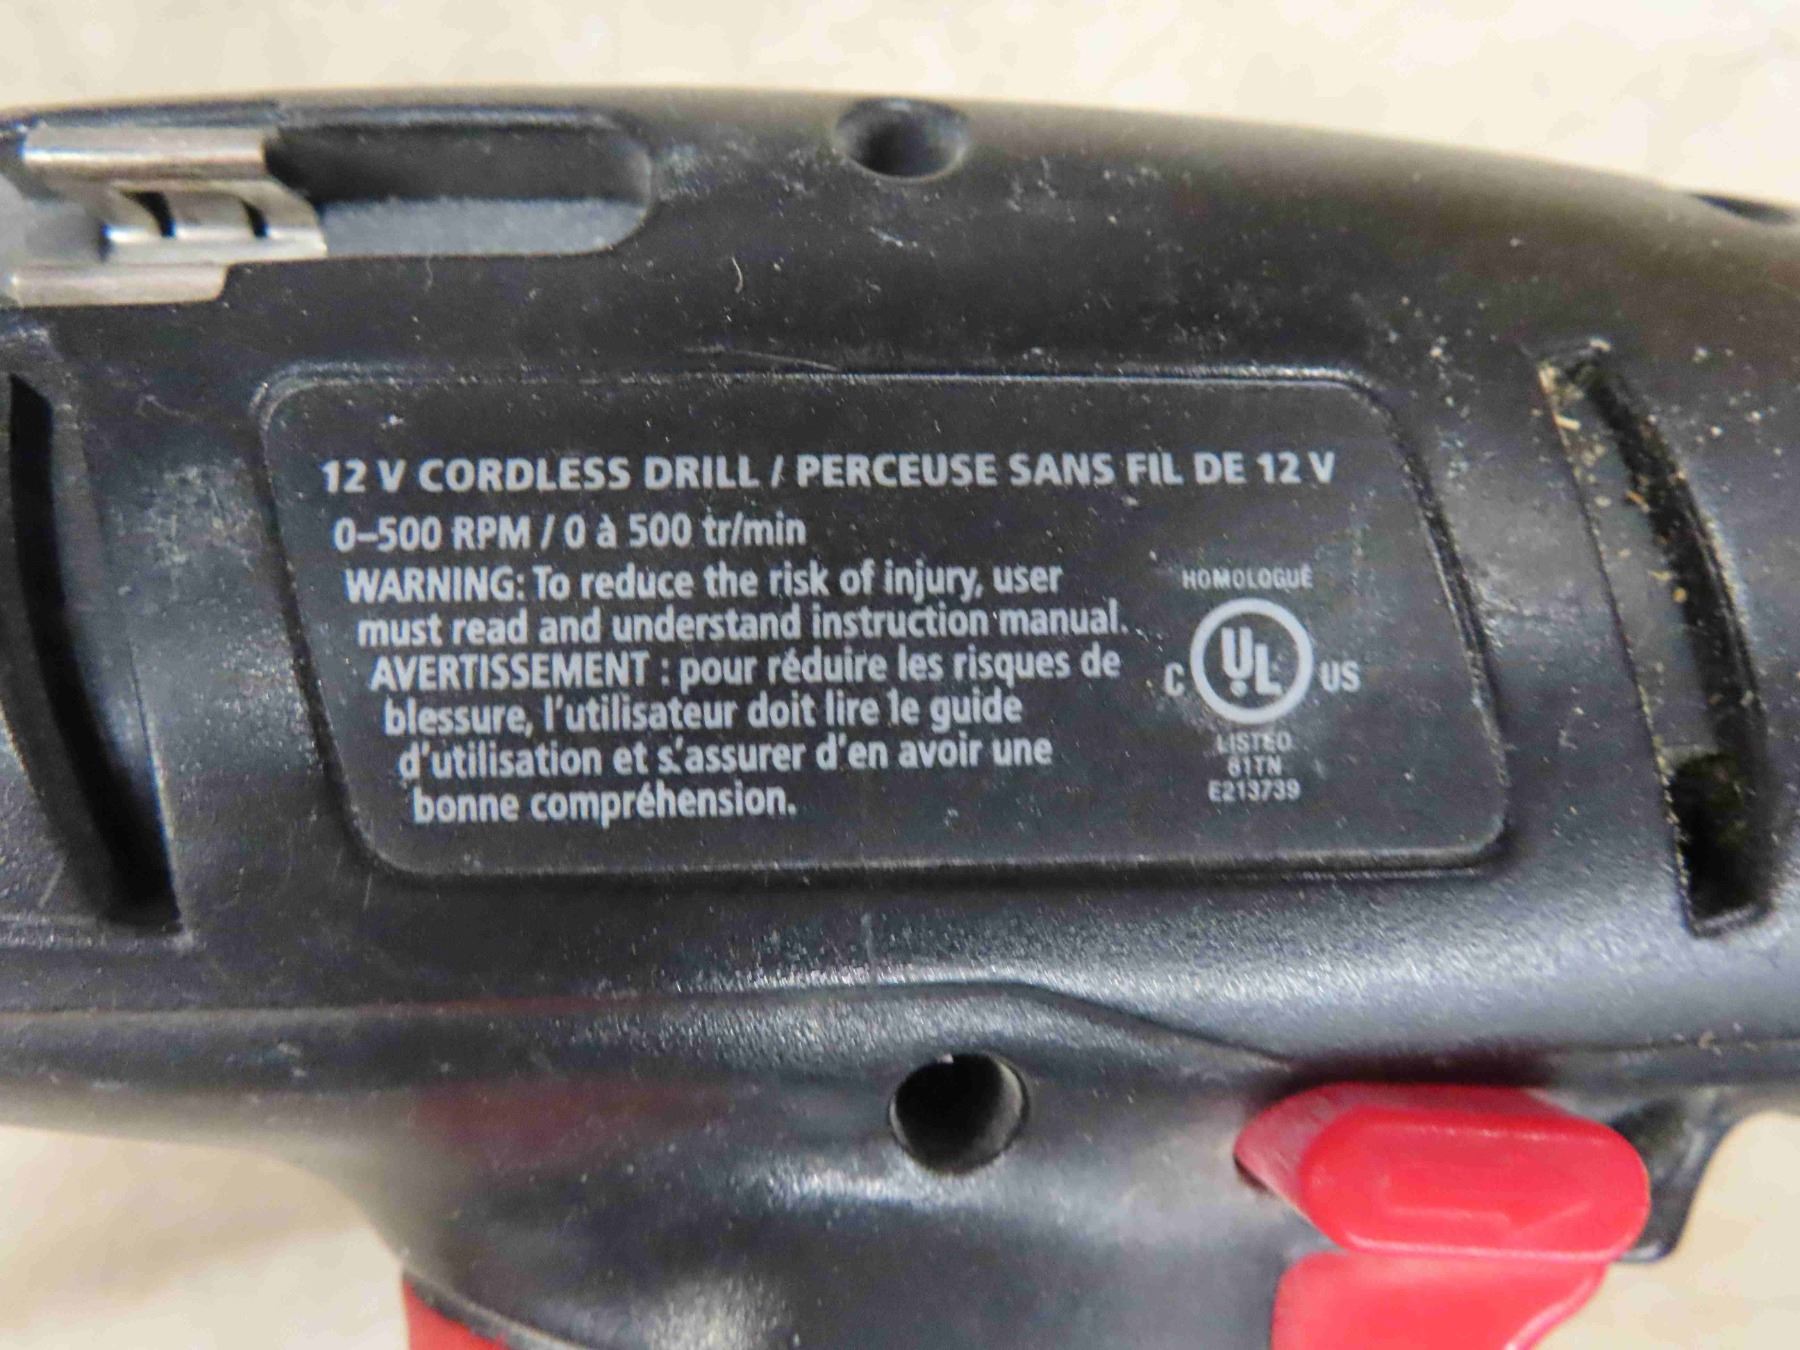 12 V CORDLESS DRILL / PERCEUSE SANS FIL DE 12 V
0–500 RPM / 0 à 500 tr/min
WARNING: To reduce the risk of injury, user
must read and understand instruction manual.
AVERTISSEMENT : pour réduire les risques de
blessure, l'utilisateur doit lire le guide
d'utilisation et s'assurer d'en avoir une
bonne compréhension.
HOMOLOGUÉ
C UL US
LISTED
81TN
E213739